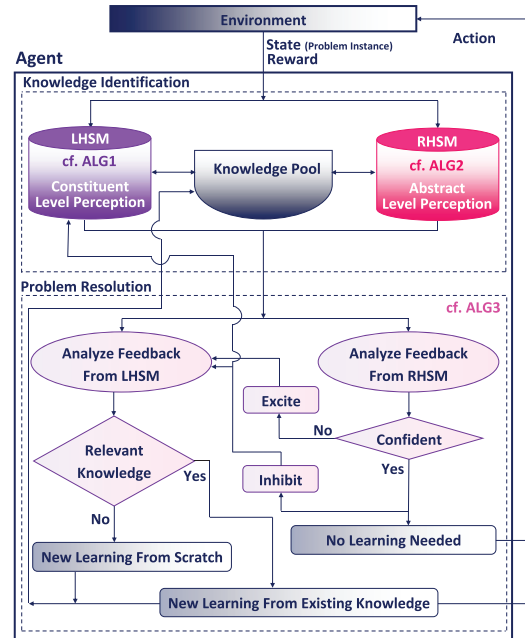 Environment
State (Problem Instance)
Reward
Action
Agent
Knowledge Identification
LHSM
cf. ALG1
Constituent
Level Perception
Knowledge Pool
RHSM
cf. ALG2
Abstract
Level Perception
Problem Resolution
cf. ALG3
Analyze Feedback
From LHSM
Analyze Feedback
From RHSM
Excite
No
Confident
Relevant
Knowledge
Yes
Inhibit
Yes
No
No Learning Needed
New Learning From Scratch
New Learning From Existing Knowledge